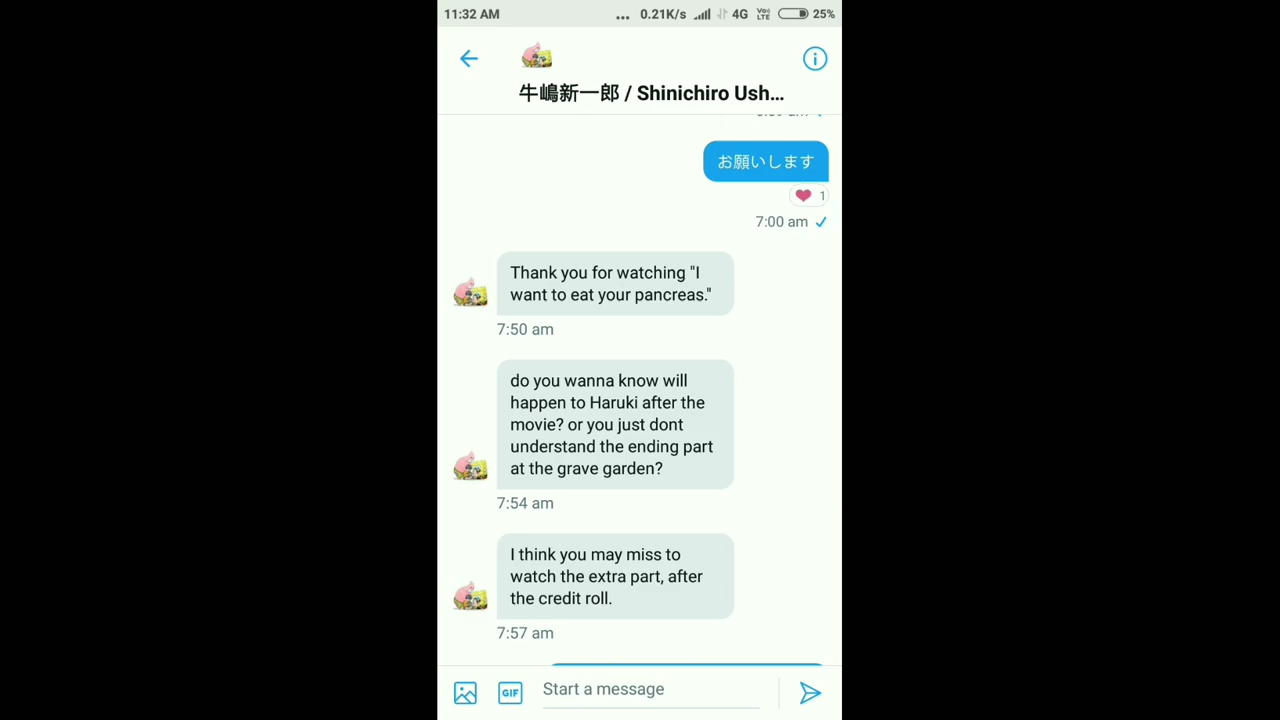 11:32 AM ... 0.21K/s 4G VoLTE 25%
牛嶋新一郎 / Shinichiro Ush...
お願いします
1
7:00 am
Thank you for watching "I
want to eat your pancreas."
7:50 am
do you wanna know will
happen to Haruki after the
movie? or you just dont
understand the ending part
at the grave garden?
7:54 am
I think you may miss to
watch the extra part, after
the credit roll.
7:57 am
GIF Start a message